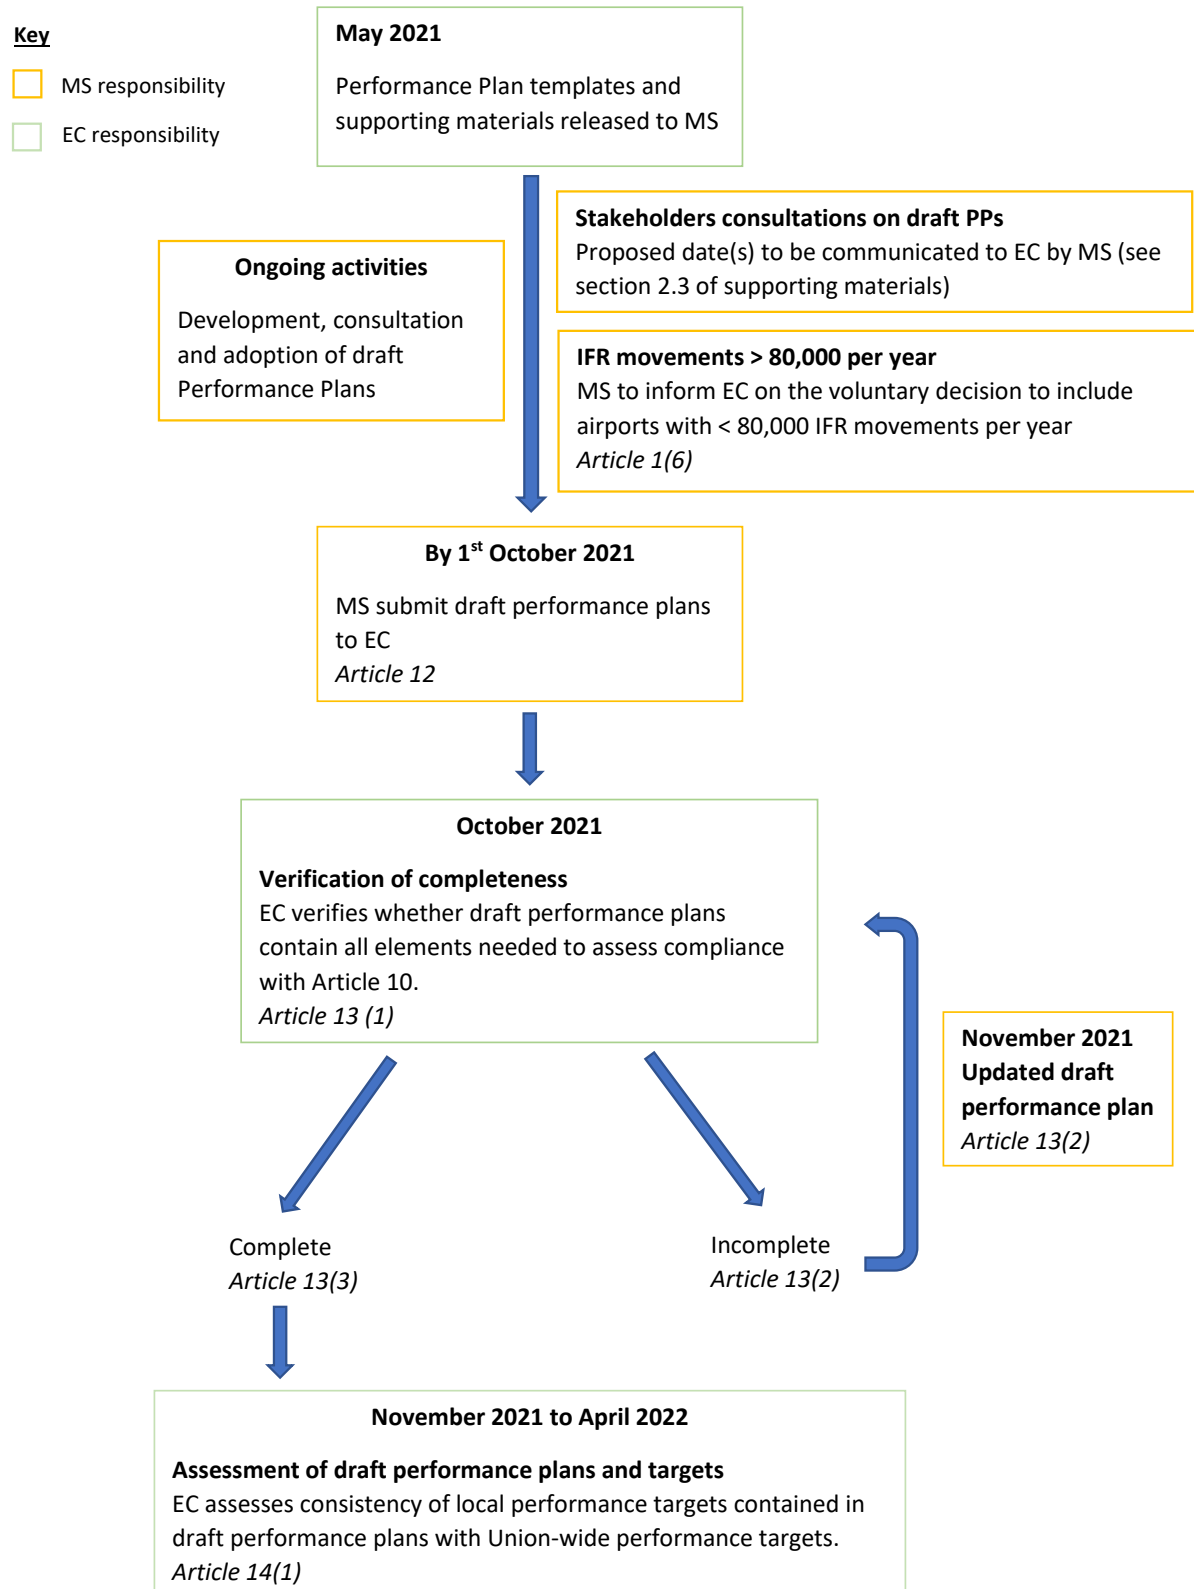 Key
MS responsibility
EC responsibility
May 2021
Performance Plan templates and
supporting materials released to MS
Stakeholders consultations on draft PPs
Proposed date(s) to be communicated to EC by MS (see
section 2.3 of supporting materials)
Ongoing activities
Development, consultation
and adoption of draft
Performance Plans
IFR movements > 80,000 per year
MS to inform EC on the voluntary decision to include
airports with < 80,000 IFR movements per year
Article 1(6)
By 1st October 2021
MS submit draft performance plans
to EC
Article 12
October 2021
Verification of completeness
EC verifies whether draft performance plans
contain all elements needed to assess compliance
with Article 10.
Article 13 (1)
November 2021
Updated draft
performance plan
Article 13(2)
Complete
Article 13(3)
Incomplete
Article 13(2)
November 2021 to April 2022
Assessment of draft performance plans and targets
EC assesses consistency of local performance targets contained in
draft performance plans with Union-wide performance targets.
Article 14(1)